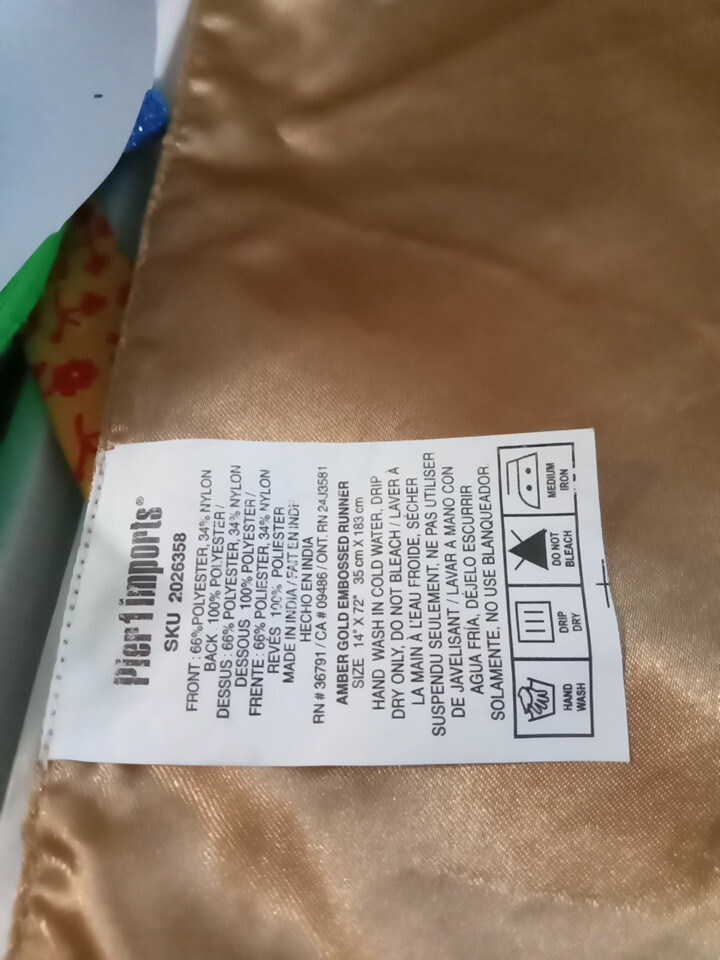 Pier 1 imports®
SKU 2026358
FRONT : 66%POLYESTER, 34% NYLON
BACK 100% POLYESTER /
DESSUS : 66% POLYESTER, 34% NYLON
DESSOUS 100% POLYESTER /
FRENTE : 66% POLIESTER, 34% NYLON
REVÉS : 100% POLIESTER
MADE IN INDIA / FAIT EN INDE
HECHO EN INDIA
RN # 36791 / CA # 09486 / ONT. RN 24J3581
AMBER GOLD EMBOSSED RUNNER
SIZE 14" X 72" 35 cm X 183 cm
HAND WASH IN COLD WATER, DRIP
DRY ONLY, DO NOT BLEACH / LAVER À
LA MAIN À L'EAU FROIDE, SÉCHER
SUSPENDU SEULEMENT, NE PAS UTILISER
DE JAVELISANT / LAVAR A MANO CON
AGUA FRÍA, DÉJELO ESCURRIR
SOLAMENTE, NO USE BLANQUEADOR.
HAND
WASH
DRIP
DRY
DO NOT
BLEACH
MEDIUM
IRON